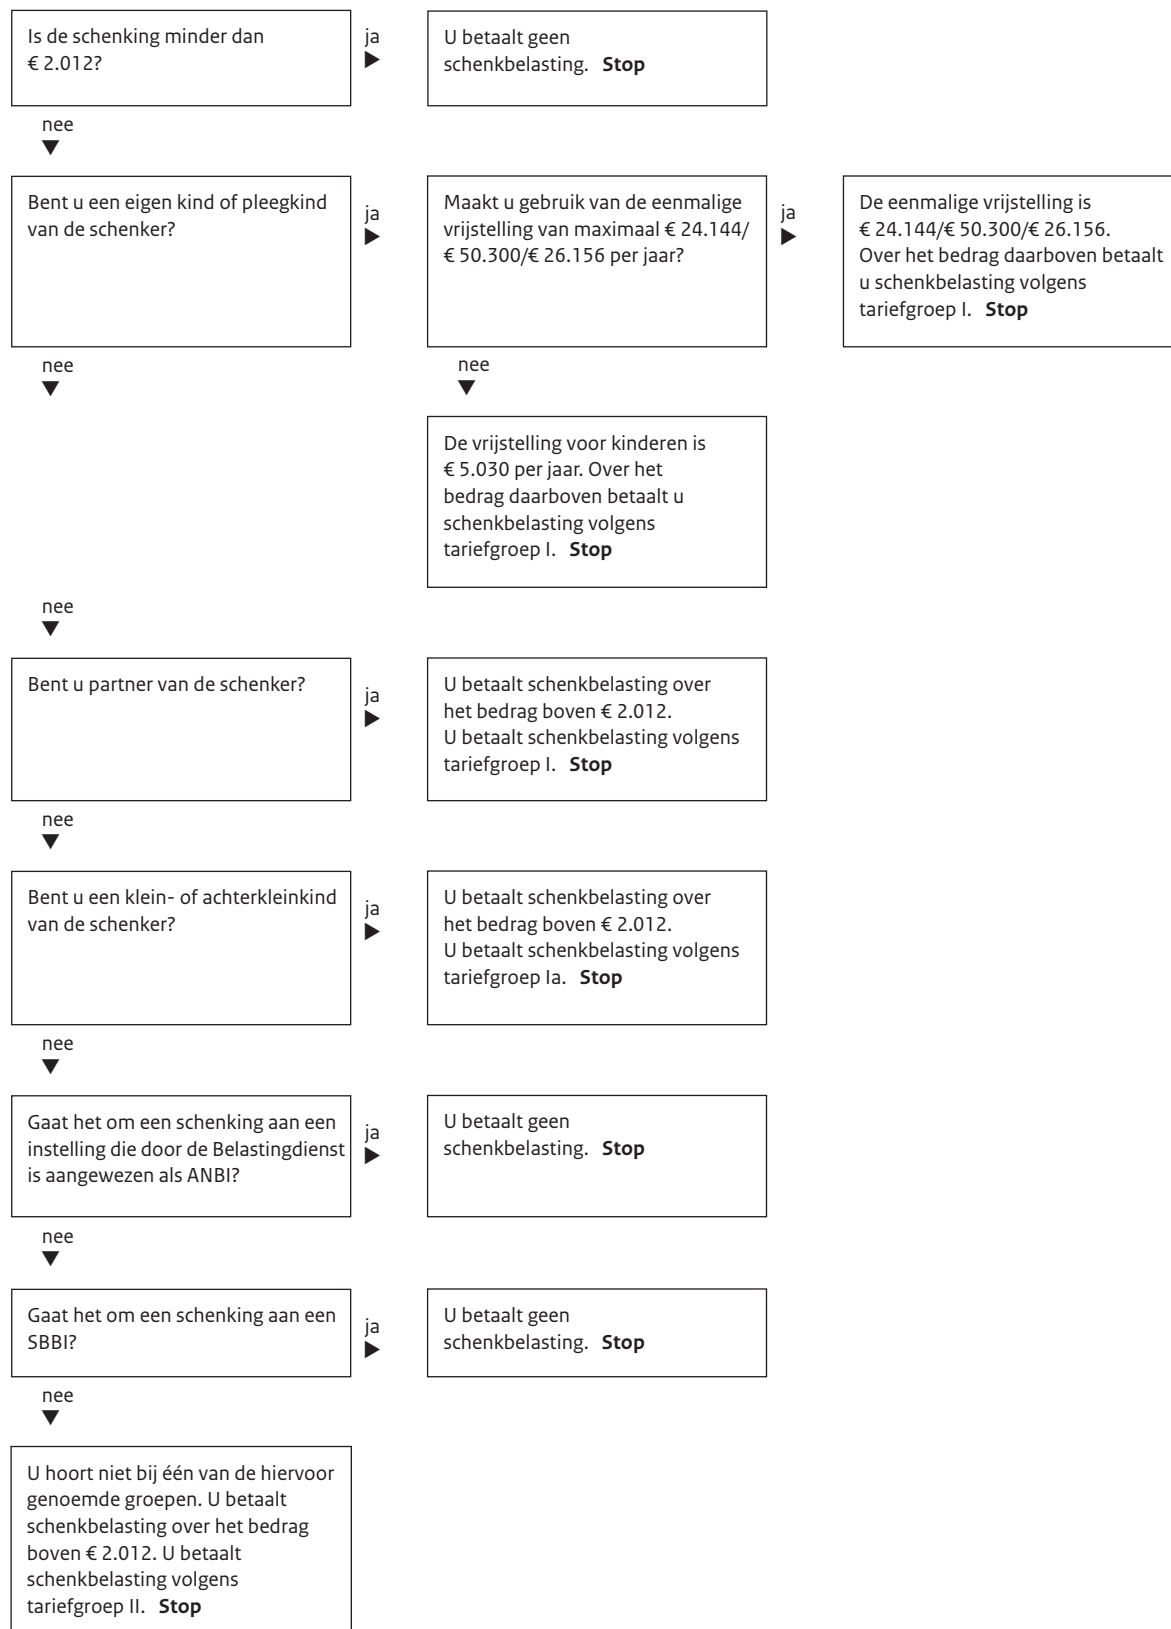 Is de schenking minder dan
€ 2.012?
ja
U betaalt geen
schenkbelasting. Stop
nee
Bent u een eigen kind of pleegkind
van de schenker?
ja
Maakt u gebruik van de eenmalige
vrijstelling van maximaal € 24.144/
€ 50.300/€ 26.156 per jaar?
ja
De eenmalige vrijstelling is
€ 24.144/€ 50.300/€ 26.156.
Over het bedrag daarboven betaalt
u schenkbelasting volgens
tariefgroep I. Stop
nee
nee
De vrijstelling voor kinderen is
€ 5.030 per jaar. Over het
bedrag daarboven betaalt u
schenkbelasting volgens
tariefgroep I. Stop
nee
Bent u partner van de schenker?
ja
U betaalt schenkbelasting over
het bedrag boven € 2.012.
U betaalt schenkbelasting volgens
tariefgroep I. Stop
nee
Bent u een klein- of achterkleinkind
van de schenker?
ja
U betaalt schenkbelasting over
het bedrag boven € 2.012.
U betaalt schenkbelasting volgens
tariefgroep Ia. Stop
nee
Gaat het om een schenking aan een
instelling die door de Belastingdienst
is aangewezen als ANBI?
ja
U betaalt geen
schenkbelasting. Stop
nee
Gaat het om een schenking aan een
SBBI?
ja
U betaalt geen
schenkbelasting. Stop
nee
U hoort niet bij één van de hiervoor
genoemde groepen. U betaalt
schenkbelasting over het bedrag
boven € 2.012. U betaalt
schenkbelasting volgens
tariefgroep II. Stop